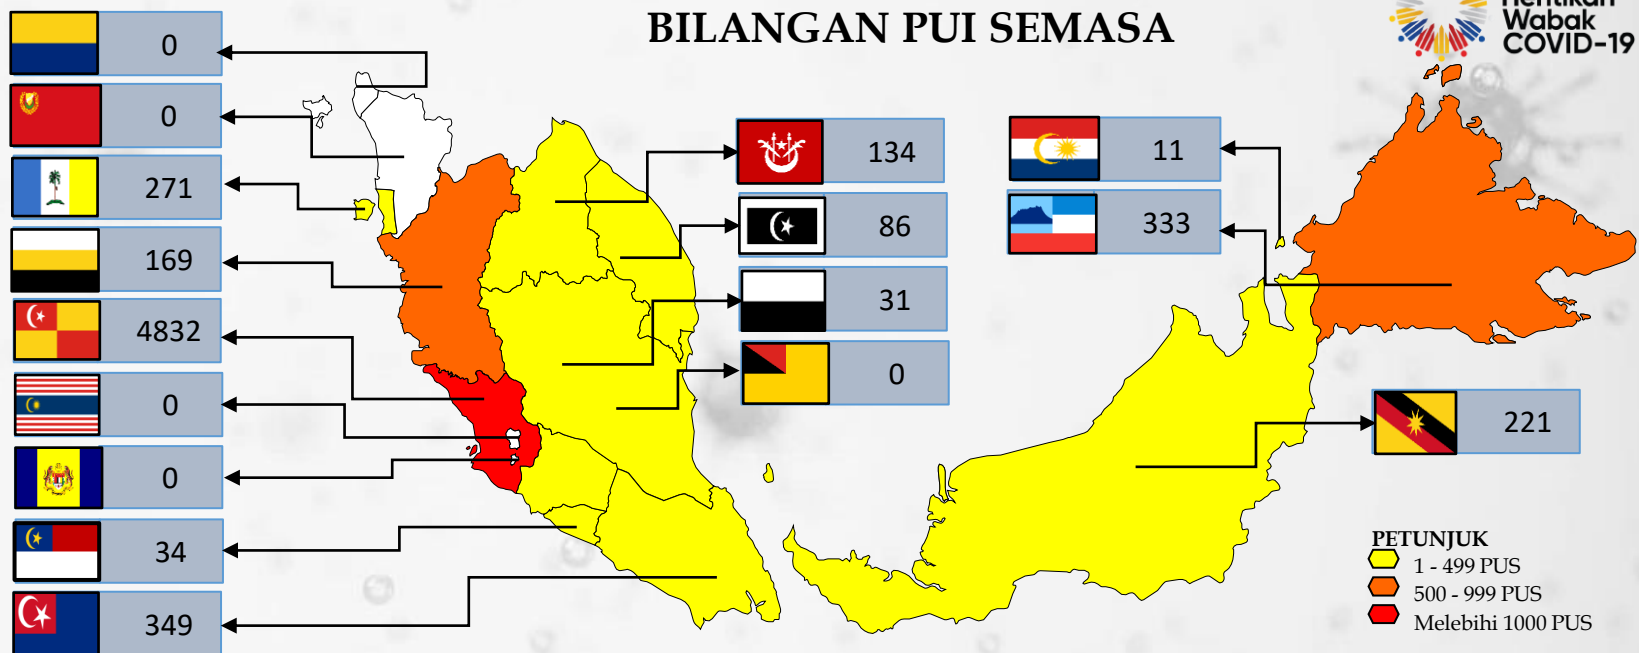 BILANGAN PUI SEMASA
Hentikan
Wabak
COVID-19
0
0
271
169
4832
0
0
34
349
134
86
31
0
11
333
221
PETUNJUK
1 - 499 PUS
500 - 999 PUS
Melebihi 1000 PUS